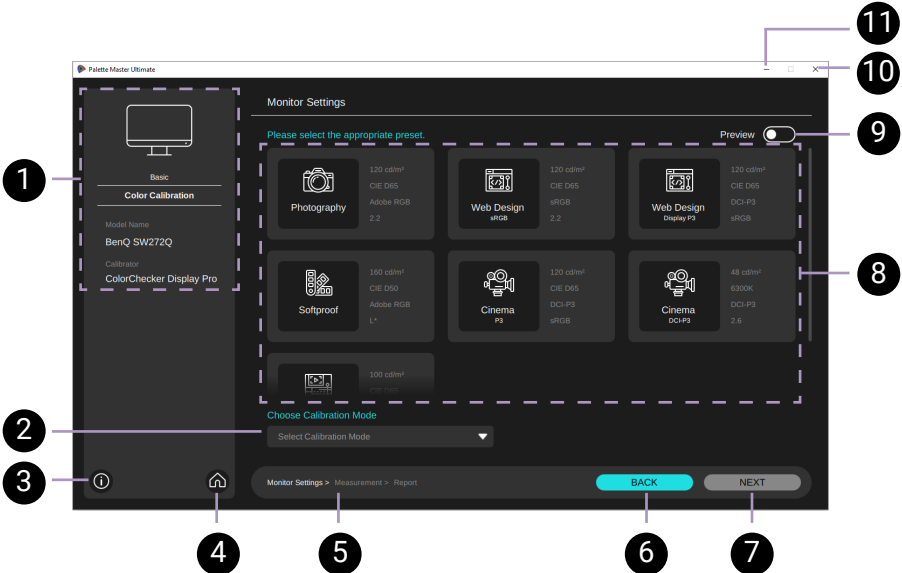 11
Palette Master Ultimate
10
Monitor Settings
Please select the appropriate preset.
Preview
9
1
Basic
Color Calibration
Model Name
BenQ SW272Q
Calibrator
ColorChecker Display Pro
Photography
120 cd/m²
CIE D65
Adobe RGB
2.2
Web Design
sRGB
120 cd/m²
CIE D65
sRGB
2.2
Web Design
Display P3
120 cd/m²
CIE D65
DCI-P3
sRGB
8
Softproof
160 cd/m²
CIE D50
Adobe RGB
L*
Cinema
P3
120 cd/m²
CIE D65
DCI-P3
sRGB
Cinema
DCI-P3
48 cd/m²
6300K
DCI-P3
2.6
100 cd/m²
CIE D65
2
Choose Calibration Mode
Select Calibration Mode
3
Monitor Settings > Measurement > Report
BACK
NEXT
4
5
6
7